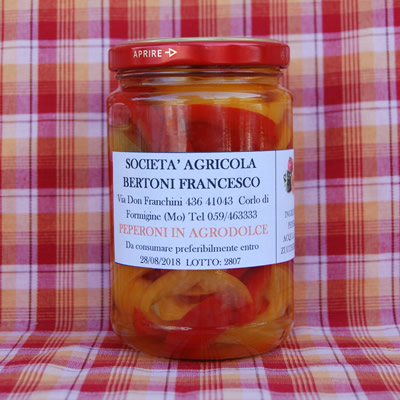 APRIRE
SOCIETA' AGRICOLA
BERTONI FRANCESCO
Via Don Franchini 436 41043 Corlo di
Formigine (Mo) Tel 059/463333
PEPERONI IN AGRODOLCE
Da consumare preferibilmente entro
28/08/2018 LOTTO: 2807